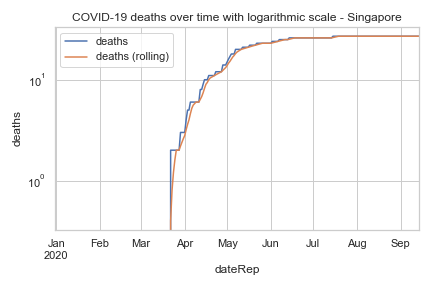 COVID-19 deaths over time with logarithmic scale - Singapore
deaths
deaths (rolling)
10¹
10⁰
deaths
Jan Feb Mar Apr May Jun Jul Aug Sep
2020
dateRep